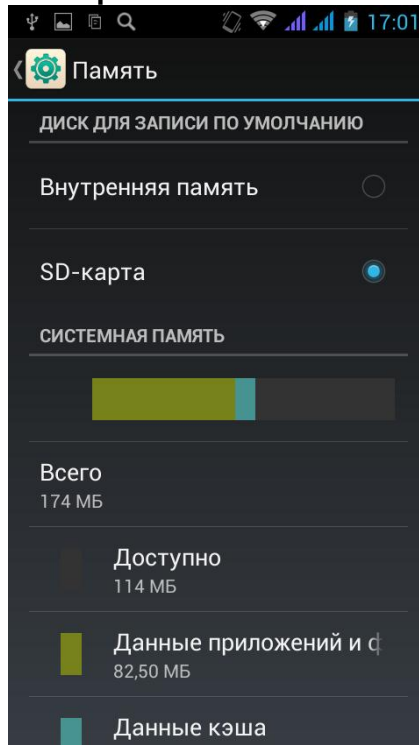 17:01
Память
ДИСК ДЛЯ ЗАПИСИ ПО УМОЛЧАНИЮ
Внутренняя память
SD-карта
СИСТЕМНАЯ ПАМЯТЬ
Всего
174 МБ
Доступно
114 МБ
Данные приложений и
82,50 МБ
Данные кэша